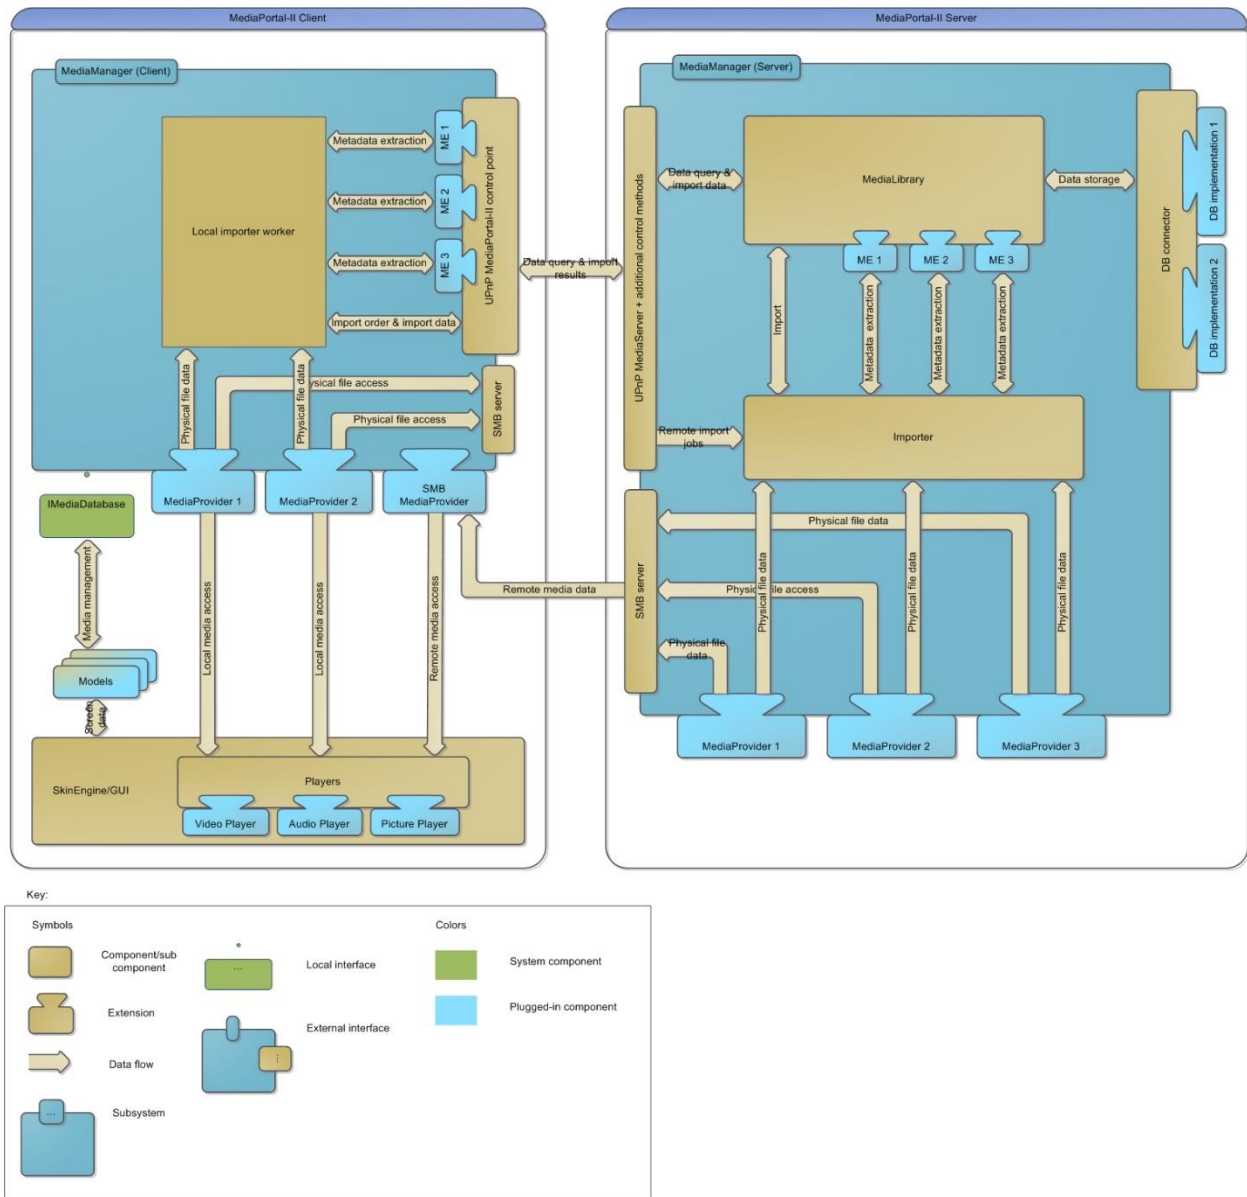 MediaPortal-II Client
MediaManager (Client)
Local importer worker
Metadata extraction
ME 1
Metadata extraction
ME 2
Metadata extraction
ME 3
Import order & import data
UPnP MediaPortal-II control point
Physical file data
Physical file data
Physical file access
Physical file access
SMB server
MediaProvider 1
MediaProvider 2
SMB
MediaProvider
IMediaDatabase
Media management
Models
Screen
data
Local media access
Local media access
Remote media access
SkinEngine/GUI
Players
Video Player
Audio Player
Picture Player
Data query & import
results
Remote media data
MediaPortal-II Server
MediaManager (Server)
UPnP MediaServer + additional control methods
Data query &
import data
MediaLibrary
Data storage
DB connector
DB implementation 1
DB implementation 2
ME 1
ME 2
ME 3
Import
Metadata extraction
Metadata extraction
Metadata extraction
Remote import
jobs
Importer
SMB server
Physical file data
Physical file access
Physical file
data
Physical file data
Physical file data
Physical file data
MediaProvider 1
MediaProvider 2
MediaProvider 3
Key:
Symbols
Component/sub
component
Extension
Data flow
...
Subsystem
...
Local interface
...
External interface
Colors
System component
Plugged-in component